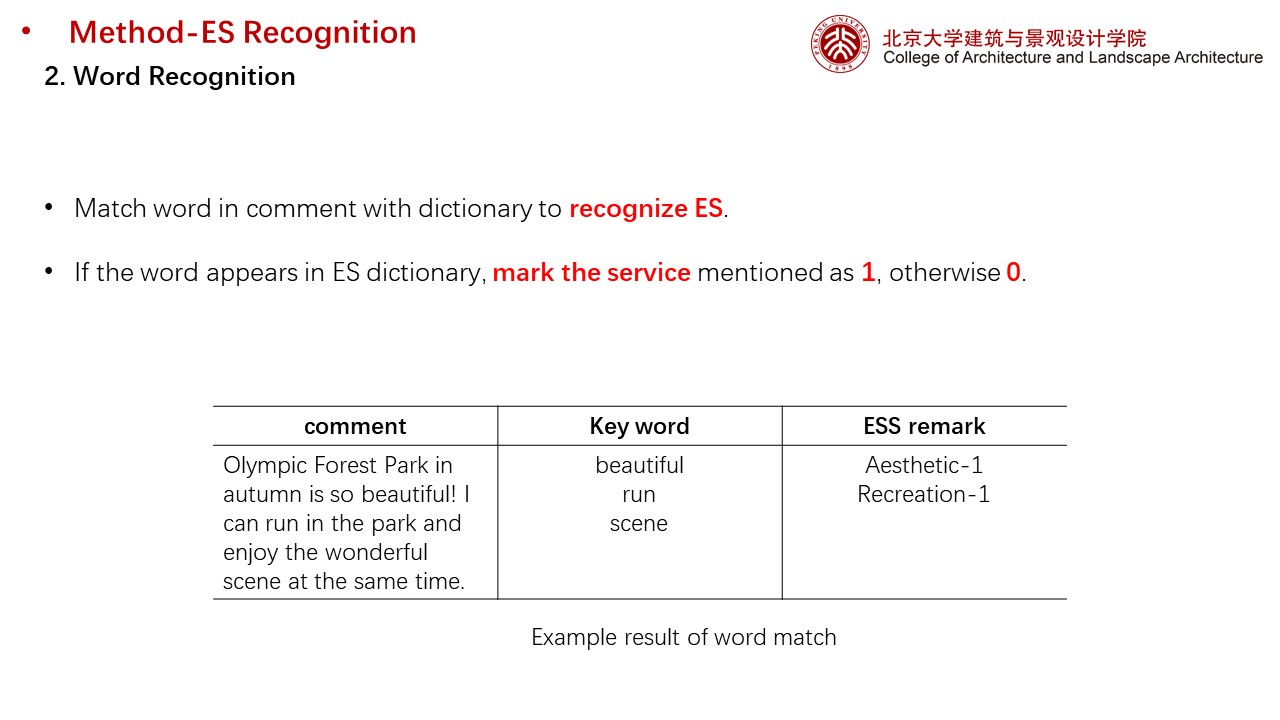 • Method-ES Recognition
2. Word Recognition
PEKING UNIVERSITY
1898
北京大学建筑与景观设计学院
College of Architecture and Landscape Architecture
• Match word in comment with dictionary to recognize ES.
• If the word appears in ES dictionary, mark the service mentioned as 1, otherwise 0.
comment Key word ESS remark
Olympic Forest Park in beautiful Aesthetic-1
autumn is so beautiful! I run Recreation-1
can run in the park and scene
enjoy the wonderful
scene at the same time.
Example result of word match